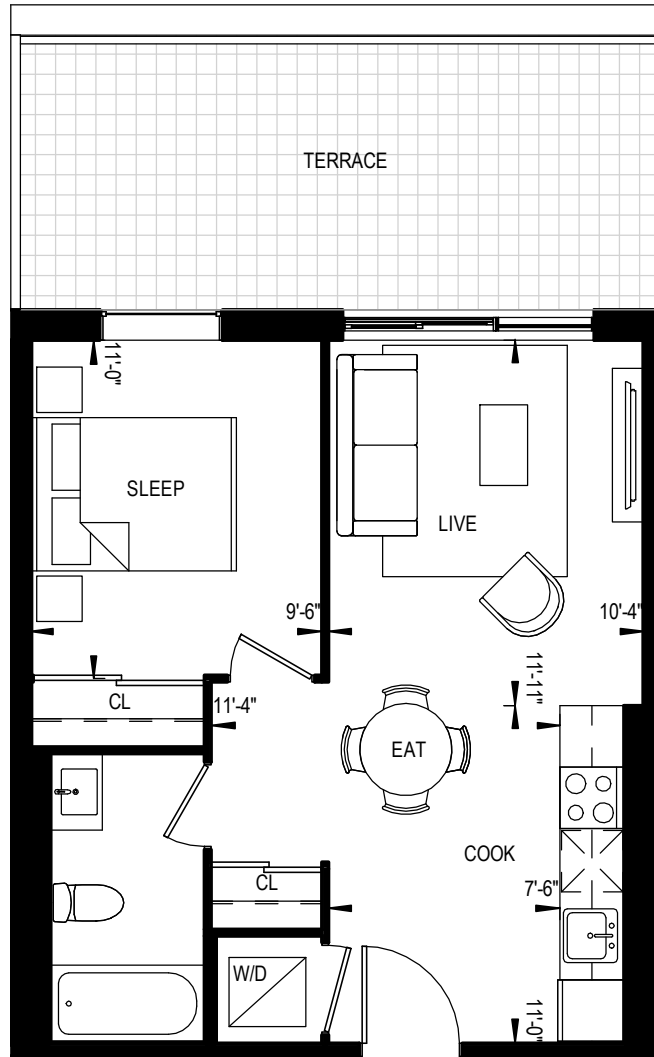 TERRACE
11'-0"
SLEEP
LIVE
9'-6"
10'-4"
11'-11"
CL
11'-4"
EAT
COOK
CL
7'-6"
W/D
11'-0"